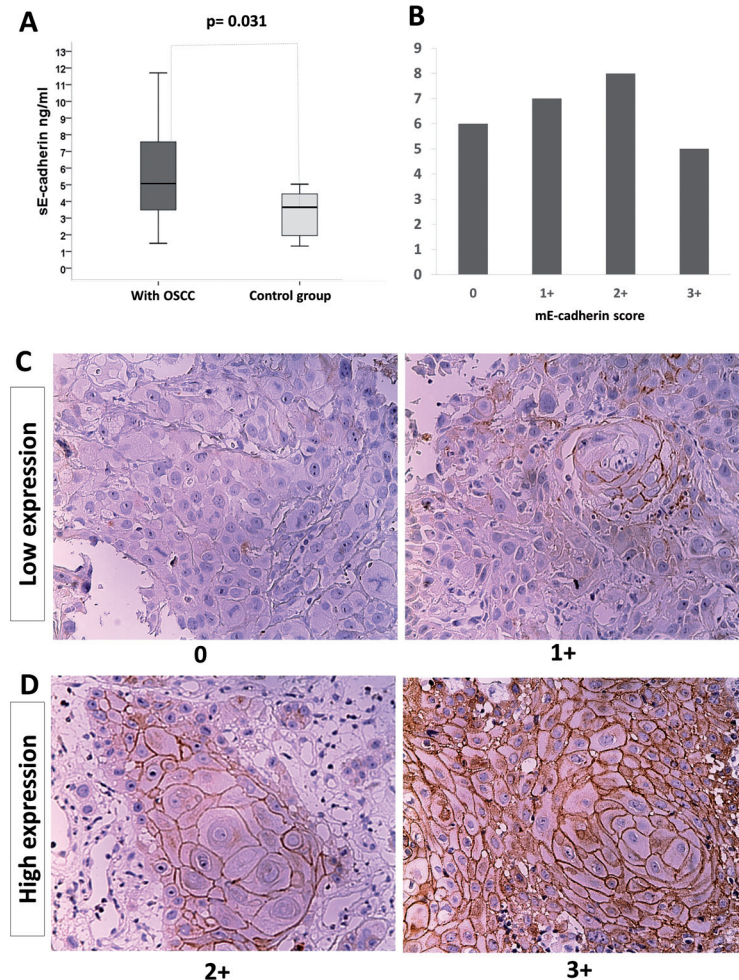 A
p= 0.031
sE-cadherin ng/ml
13
12
11
10
9
8
7
6
5
4
3
2
1
0
With OSCC
Control group
B
9
8
7
6
5
4
3
2
1
0
0
1+
2+
3+
mE-cadherin score
C
Low expression
0
1+
D
High expression
2+
3+